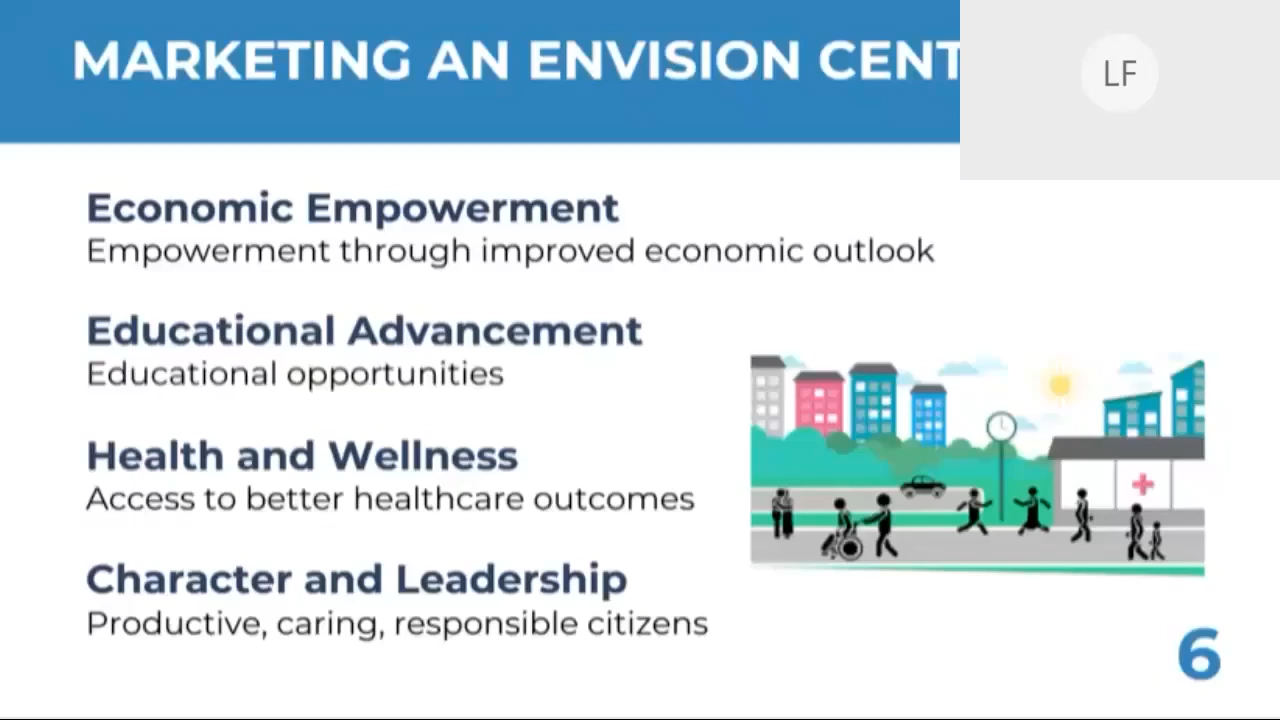 MARKETING AN ENVISION CENT
LF
Economic Empowerment
Empowerment through improved economic outlook
Educational Advancement
Educational opportunities
Health and Wellness
Access to better healthcare outcomes
Character and Leadership
Productive, caring, responsible citizens
6